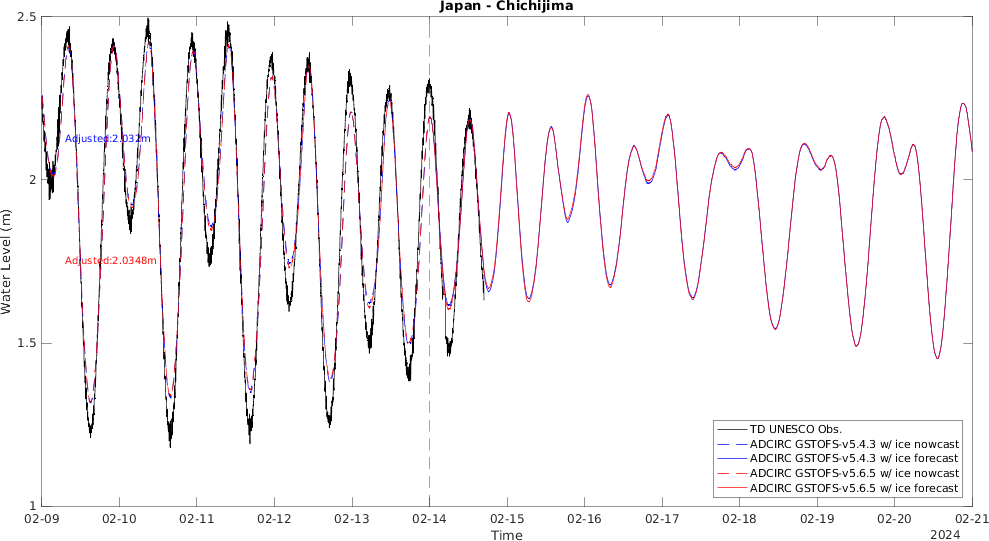 Japan - Chichijima
2.5
2
1.5
1
Water Level (m)
Adjusted:2.032m
Adjusted:2.0348m
TD UNESCO Obs.
ADCIRC GSTOFS-v5.4.3 w/ ice nowcast
ADCIRC GSTOFS-v5.4.3 w/ ice forecast
ADCIRC GSTOFS-v5.6.5 w/ ice nowcast
ADCIRC GSTOFS-v5.6.5 w/ ice forecast
02-09 02-10 02-11 02-12 02-13 02-14 02-15 02-16 02-17 02-18 02-19 02-20 02-21
Time
2024